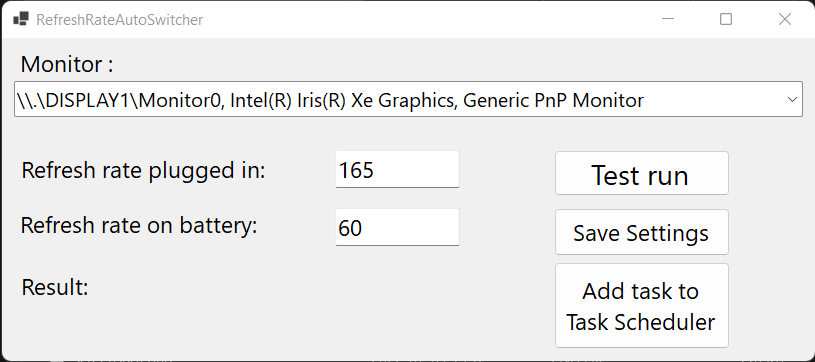 RefreshRateAutoSwitcher
Monitor :
\\.\DISPLAY1\Monitor0, Intel(R) Iris(R) Xe Graphics, Generic PnP Monitor
Refresh rate plugged in:
165
Test run
Refresh rate on battery:
60
Save Settings
Result:
Add task to
Task Scheduler